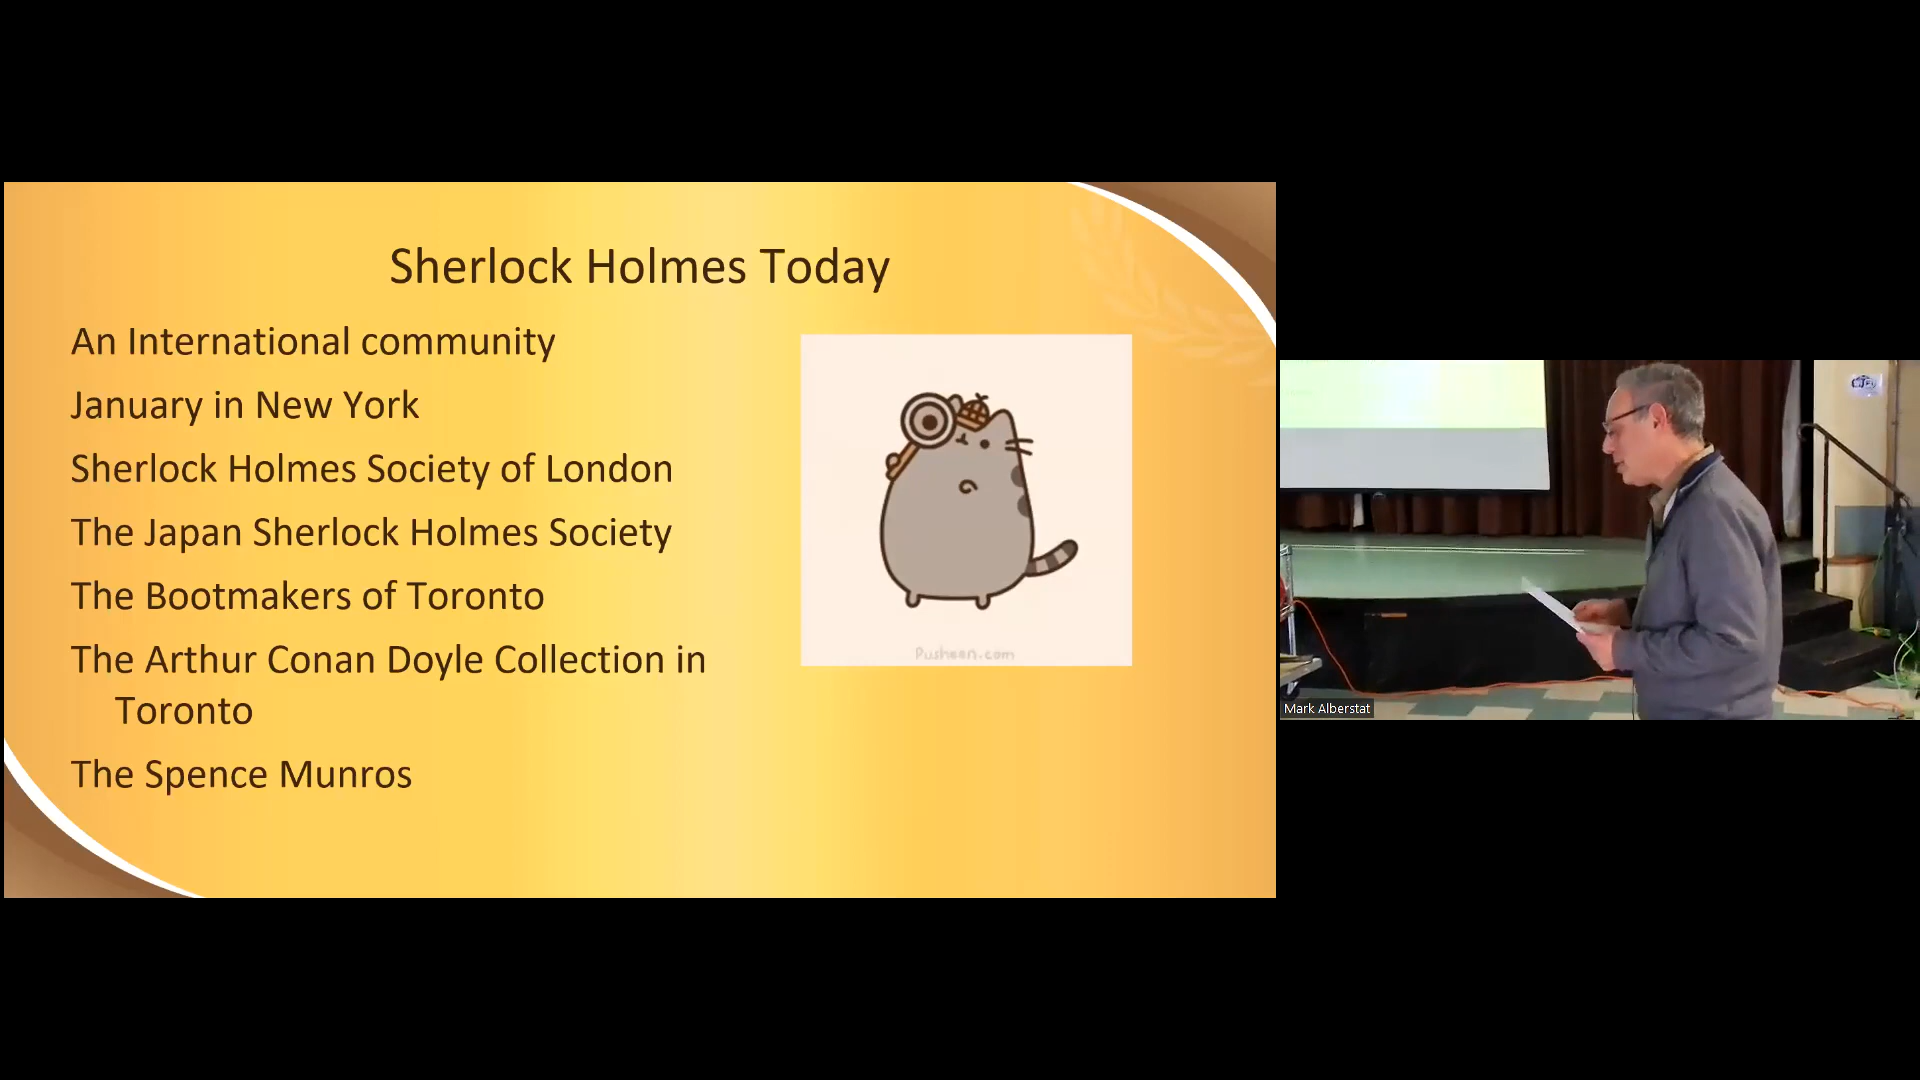 Sherlock Holmes Today
An International community
January in New York
Sherlock Holmes Society of London
The Japan Sherlock Holmes Society
The Bootmakers of Toronto
The Arthur Conan Doyle Collection in
Toronto
The Spence Munros
Pusheen.com
Mark Alberstat